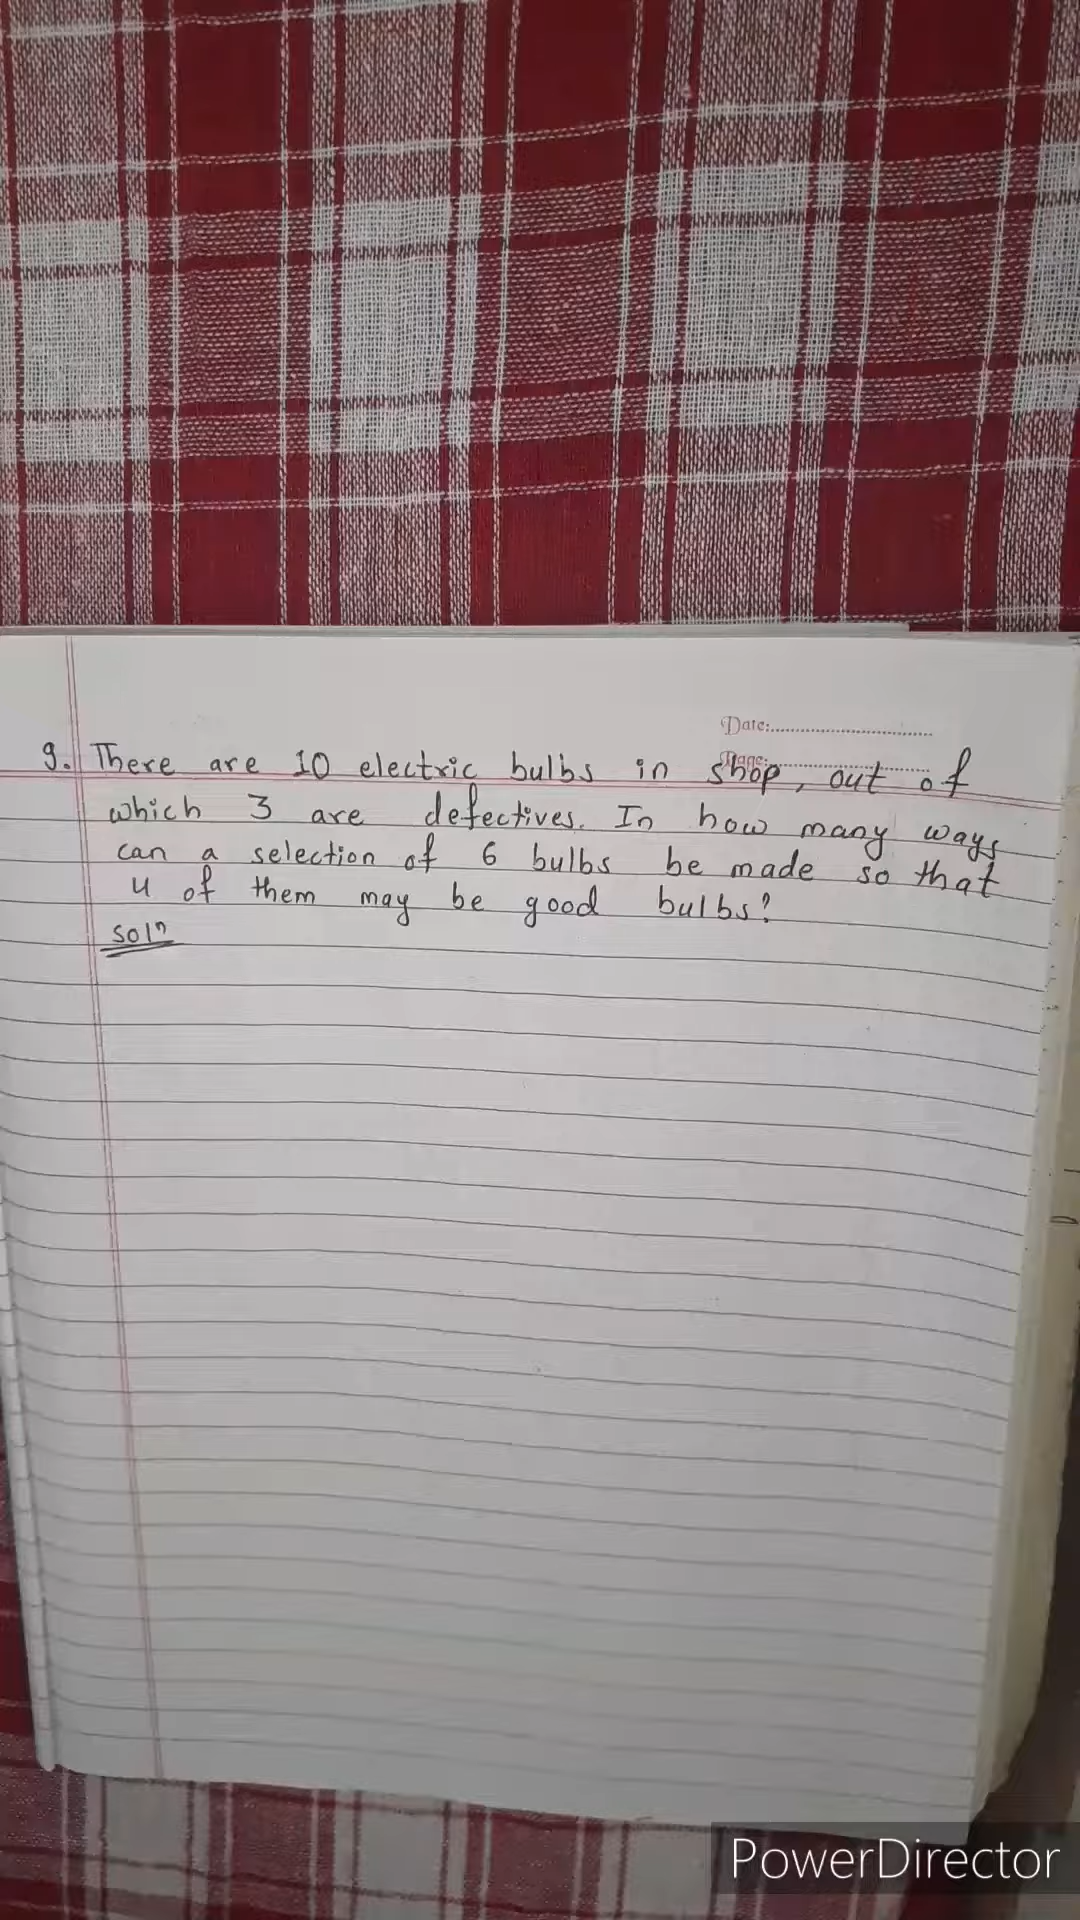 Date:
Page:
9. There are 10 electric bulbs in shop, out of
which 3 are defectives. In how many ways
can a selection of 6 bulbs be made so that
4 of them may be good bulbs?
Solⁿ
PowerDirector